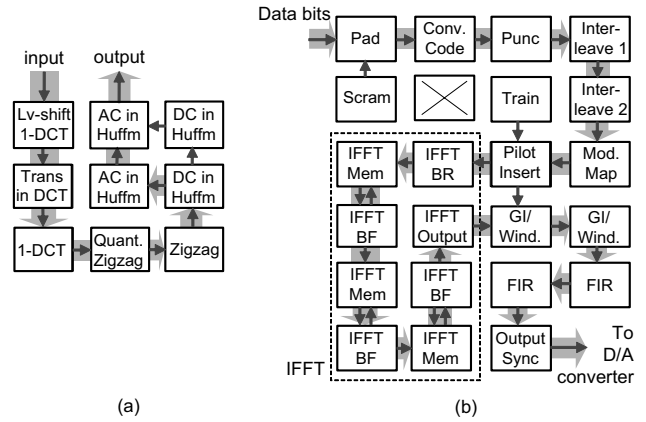 input
output
Lv-shift
1-DCT
AC in
Huffm
DC in
Huffm
Trans
in DCT
AC in
Huffm
DC in
Huffm
1-DCT
Quant.
Zigzag
Zigzag
(a)
Data bits
Pad
Conv.
Code
Punc
Inter-
leave 1
Scram
Train
Inter-
leave 2
IFFT
Mem
IFFT
BR
Pilot
Insert
Mod.
Map
IFFT
BF
IFFT
Output
GI/
Wind.
GI/
Wind.
IFFT
Mem
IFFT
BF
FIR
FIR
IFFT
BF
IFFT
Mem
Output
Sync
To
D/A
converter
IFFT
(b)